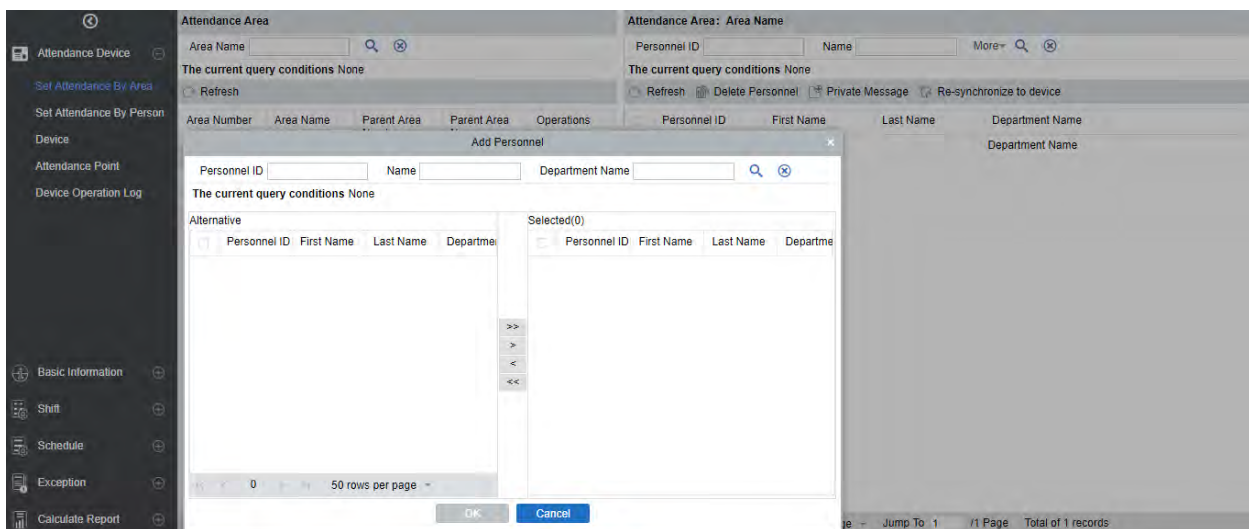 Attendance Device
Set Attendance By Area
Set Attendance By Person
Device
Attendance Point
Device Operation Log
Basic Information
Shift
Schedule
Exception
Calculate Report
Attendance Area
Area Name
The current query conditions None
Refresh
Area Number Area Name Parent Area Parent Area Operations
Attendance Area: Area Name
Personnel ID Name More
The current query conditions None
Refresh Delete Personnel Private Message Re-synchronize to device
Personnel ID First Name Last Name Department Name
Department Name
Add Personnel
Personnel ID Name Department Name
The current query conditions None
Alternative
Personnel ID First Name Last Name Departme
Selected(0)
Personnel ID First Name Last Name Departme
>>
>
<
<<
0 50 rows per page
OK Cancel
Jump To 1 /1 Page Total of 1 records